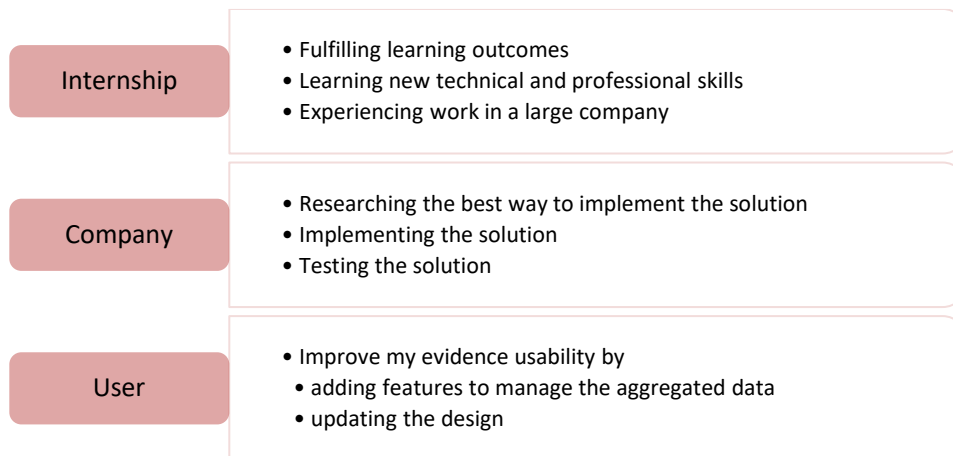 Internship
• Fulfilling learning outcomes
• Learning new technical and professional skills
• Experiencing work in a large company
Company
• Researching the best way to implement the solution
• Implementing the solution
• Testing the solution
User
• Improve my evidence usability by
• adding features to manage the aggregated data
• updating the design